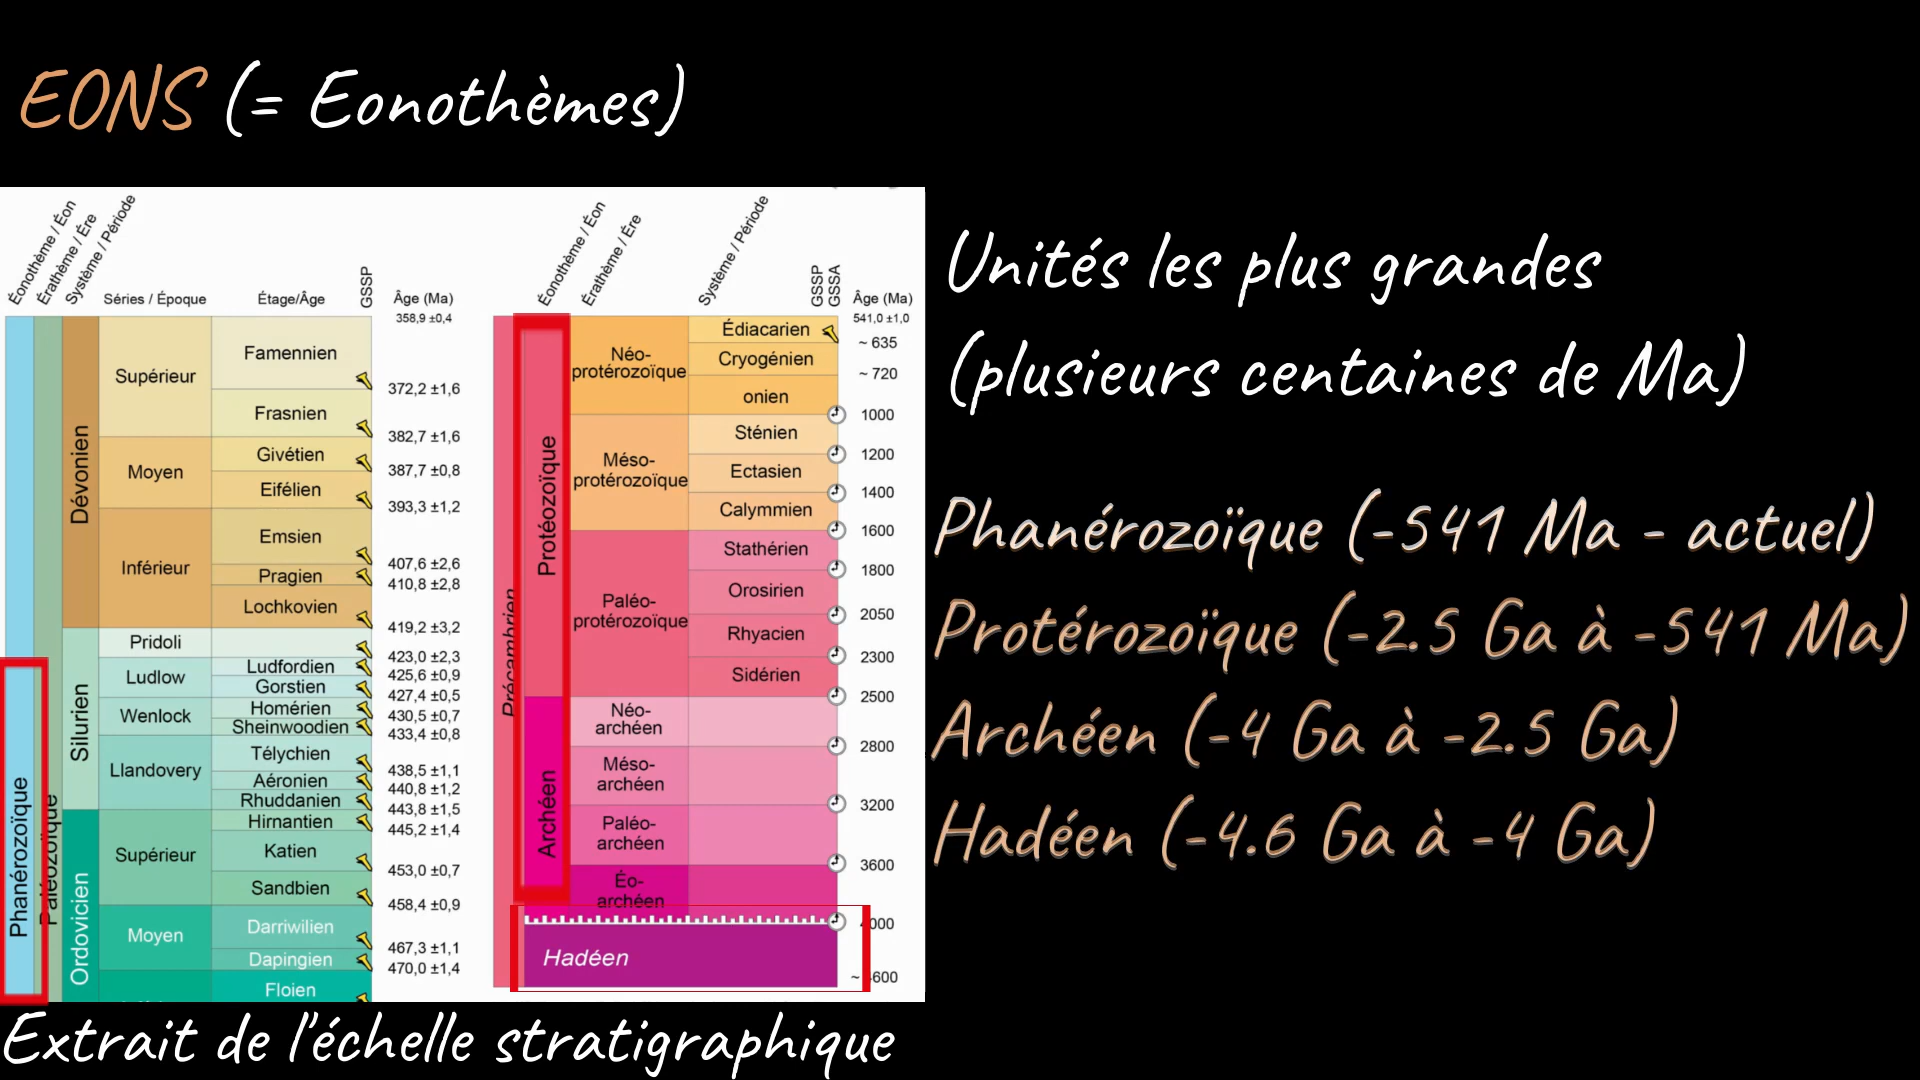 EONS (= Eonothèmes)
Éonothème / Éon
Érathème / Ère
Système / Période
Séries / Époque
Étage/Âge
GSSP
Âge (Ma)
358,9 ±0,4
Phanérozoïque
Paléozoïque
Dévonien
Supérieur
Famennien
372,2 ±1,6
Frasnien
382,7 ±1,6
Moyen
Givétien
387,7 ±0,8
Eifélien
393,3 ±1,2
Inférieur
Emsien
407,6 ±2,6
Pragien
410,8 ±2,8
Lochkovien
419,2 ±3,2
Silurien
Pridoli
423,0 ±2,3
Ludlow
Ludfordien
425,6 ±0,9
Gorstien
427,4 ±0,5
Wenlock
Homérien
430,5 ±0,7
Sheinwoodien
433,4 ±0,8
Llandovery
Télychien
438,5 ±1,1
Aéronien
440,8 ±1,2
Rhuddanien
443,8 ±1,5
Ordovicien
Supérieur
Hirnantien
445,2 ±1,4
Katien
453,0 ±0,7
Sandbien
458,4 ±0,9
Moyen
Darriwilien
467,3 ±1,1
Dapingien
470,0 ±1,4
Floien
Éonothème / Éon
Érathème / Ère
Système / Période
GSSP
GSSA
Âge (Ma)
541,0 ±1,0
Précambrien
Protéozoïque
Néo-
protérozoïque
Édiacarien
~ 635
Cryogénien
~ 720
onien
1000
Méso-
protérozoïque
Sténien
1200
Ectasien
1400
Calymmien
1600
Paléo-
protérozoïque
Stathérien
1800
Orosirien
2050
Rhyacien
2300
Sidérien
2500
Archéen
Néo-
archéen
2800
Méso-
archéen
3200
Paléo-
archéen
3600
Éo-
archéen
4000
Hadéen
~ 4600
Unités les plus grandes
(plusieurs centaines de Ma)
Phanérozoïque (-541 Ma - actuel)
Protérozoïque (-2.5 Ga à -541 Ma)
Archéen (-4 Ga à -2.5 Ga)
Hadéen (-4.6 Ga à -4 Ga)
Extrait de l'échelle stratigraphique